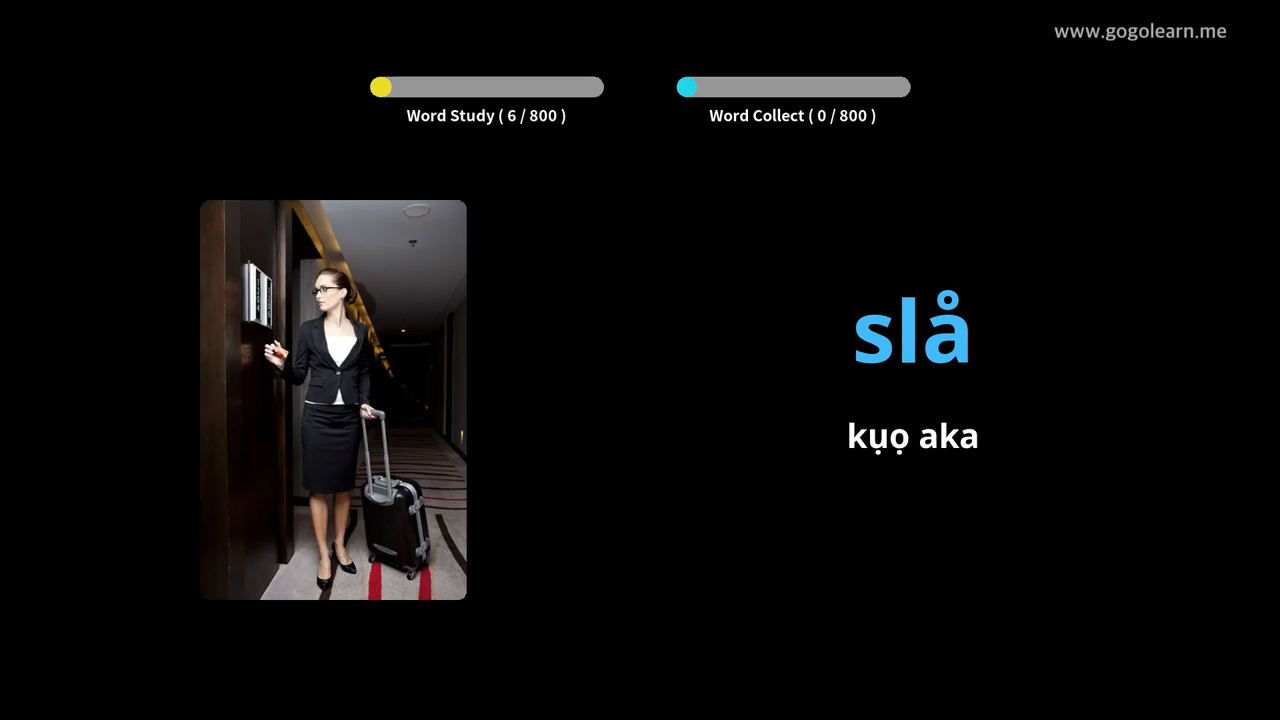 www.gogolearn.me
Word Study ( 6 / 800 )
Word Collect ( 0 / 800 )
slå
kụọ aka